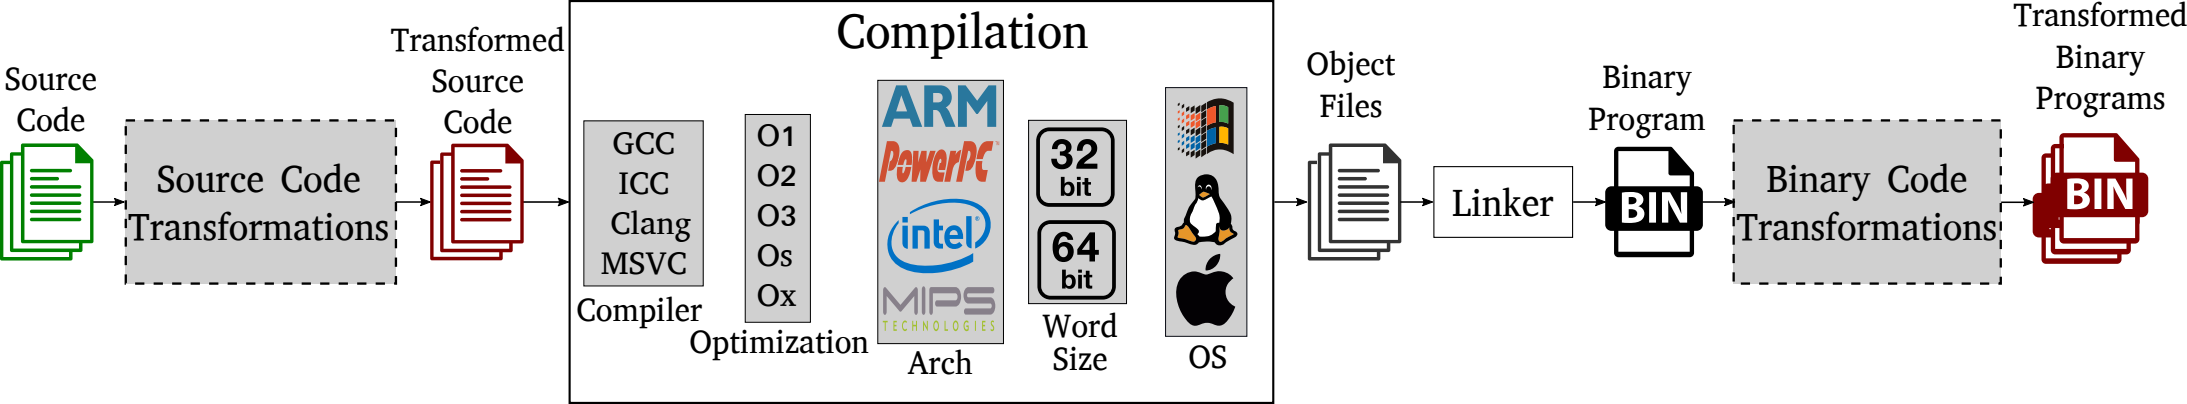 Source
Code
Source Code
Transformations
Transformed
Source
Code
Compilation
GCC
ICC
Clang
MSVC
Compiler
O1
O2
O3
Os
Ox
Optimization
ARM
PowerPC
intel
MIPS
TECHNOLOGIES
Arch
32
bit
64
bit
Word
Size
OS
Object
Files
Linker
Binary
Program
BIN
Binary Code
Transformations
Transformed
Binary
Programs
BIN